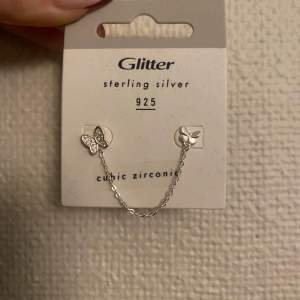 Glitter
sterling silver
925
cubic zirconia